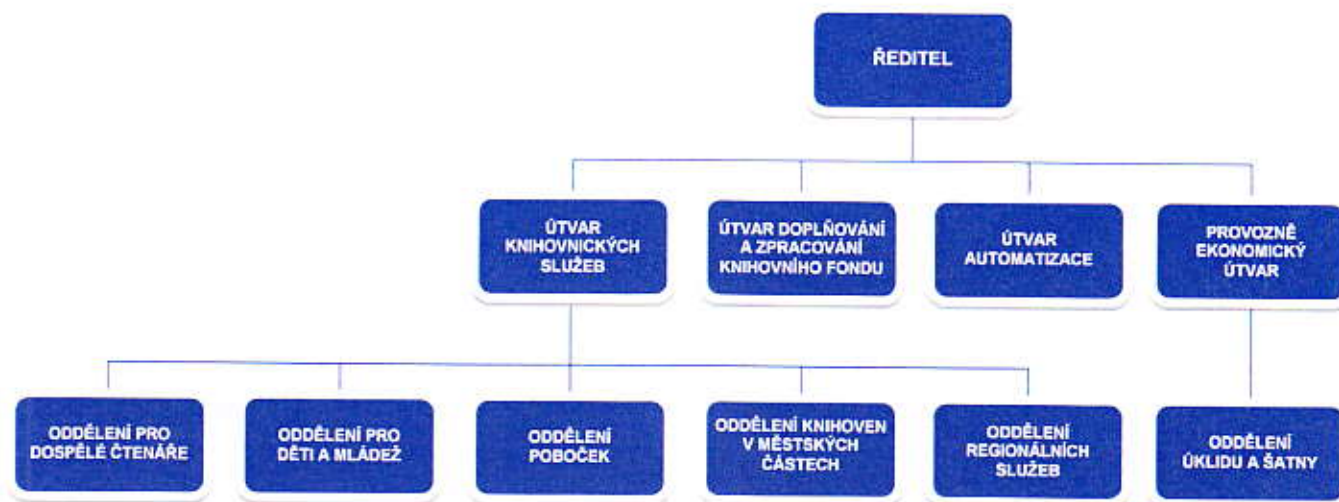 ŘEDITEL
ÚTVAR
KNIHOVNICKÝCH
SLUŽEB
ÚTVAR DOPLŇOVÁNÍ
A ZPRACOVÁNÍ
KNIHOVNÍHO FONDU
ÚTVAR
AUTOMATIZACE
PROVOZNĚ
EKONOMICKÝ
ÚTVAR
ODDĚLENÍ PRO
DOSPĚLÉ ČTENÁŘE
ODDĚLENÍ PRO
DĚTI A MLÁDEŽ
ODDĚLENÍ
POBOČEK
ODDĚLENÍ KNIHOVEN
V MĚSTSKÝCH
ČÁSTECH
ODDĚLENÍ
REGIONÁLNÍCH
SLUŽEB
ODDĚLENÍ
ÚKLIDU A ŠATNY